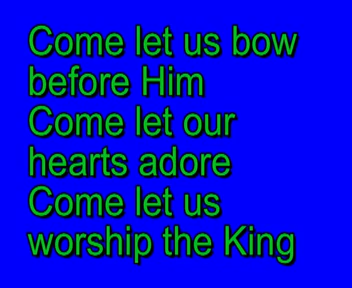 Come let us bow
before Him
Come let our
hearts adore
Come let us
worship the King